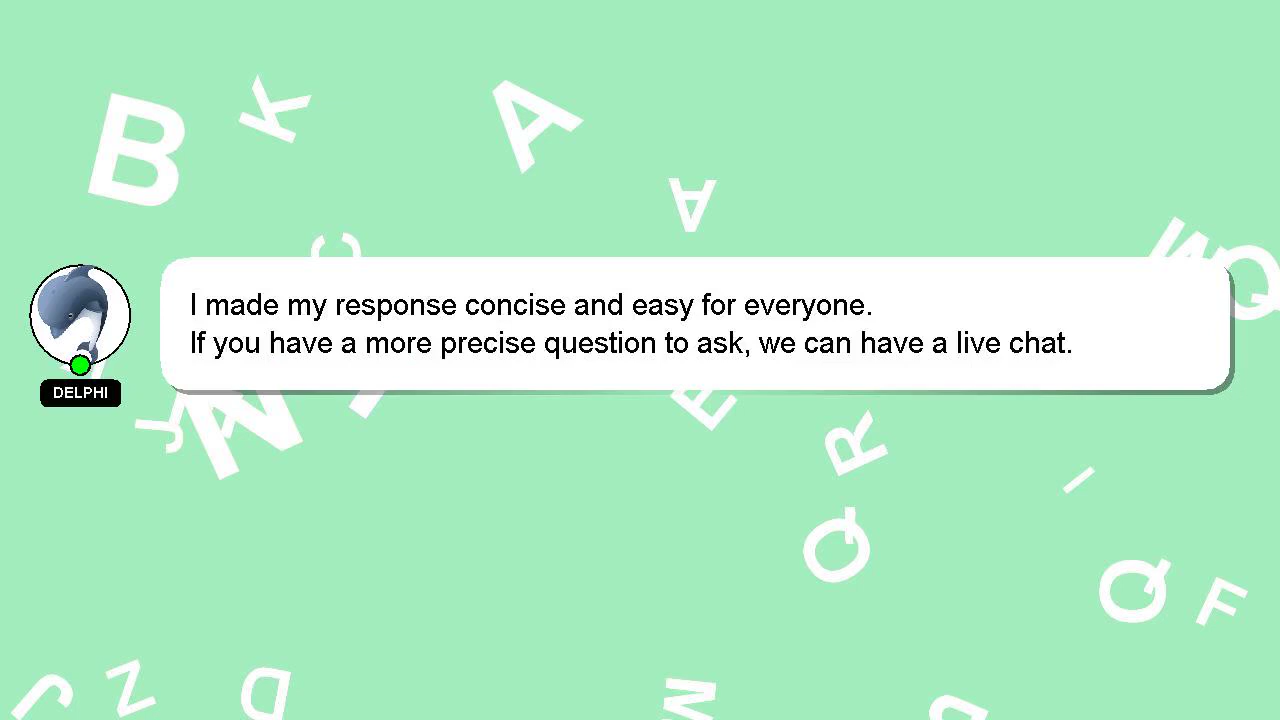 B
K
A
A
C
M
Q
I made my response concise and easy for everyone.
If you have a more precise question to ask, we can have a live chat.
DELPHI
J
A
N
E
R
I
Q
Q
F
J
Z
D
M